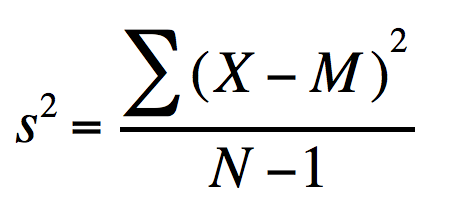 s² = ∑(X − M)² / N − 1